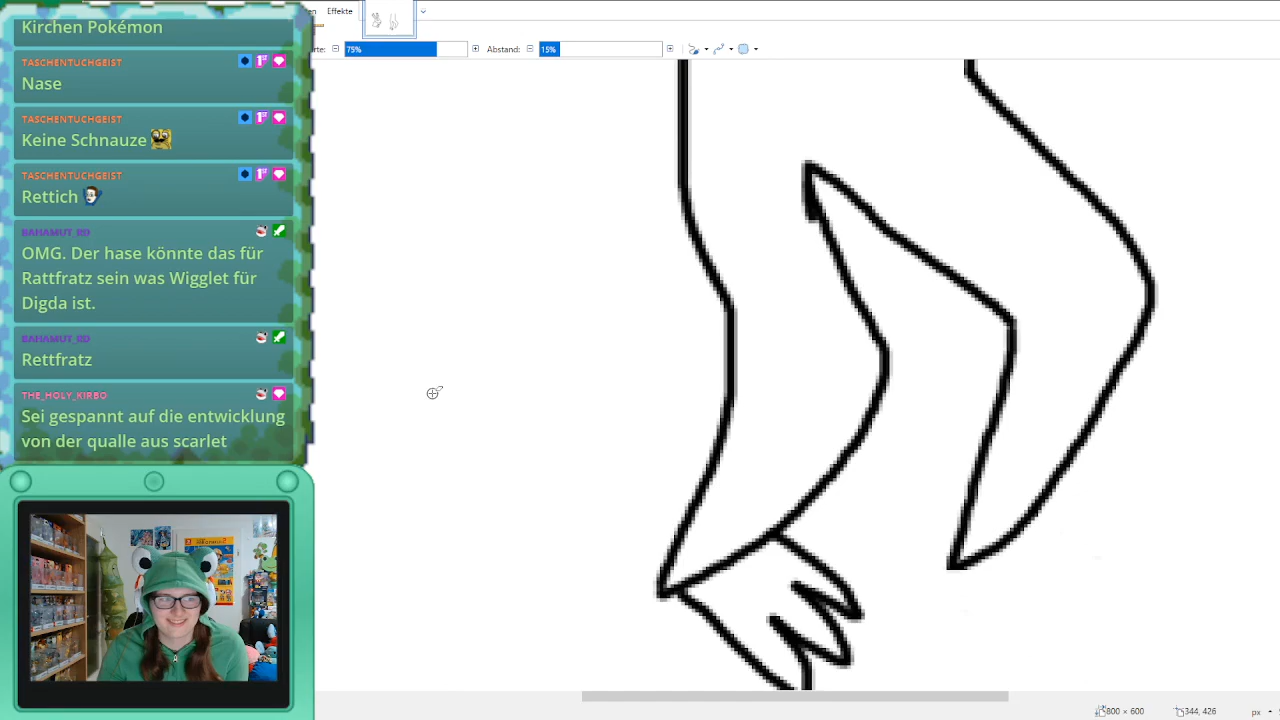 Effekte
75%
Abstand:
15%
Kirchen Pokémon
TASCHENTUCHGEIST
Nase
TASCHENTUCHGEIST
Keine Schnauze
TASCHENTUCHGEIST
Rettich
BAHAMUT_BD
OMG. Der hase könnte das für
Rattfratz sein was Wigglet für
Digda ist.
BAHAMUT_BD
Rettfratz
THE_HOLY_KIRBO
Sei gespannt auf die entwicklung
von der qualle aus scarlet
800 × 600
344, 426
px